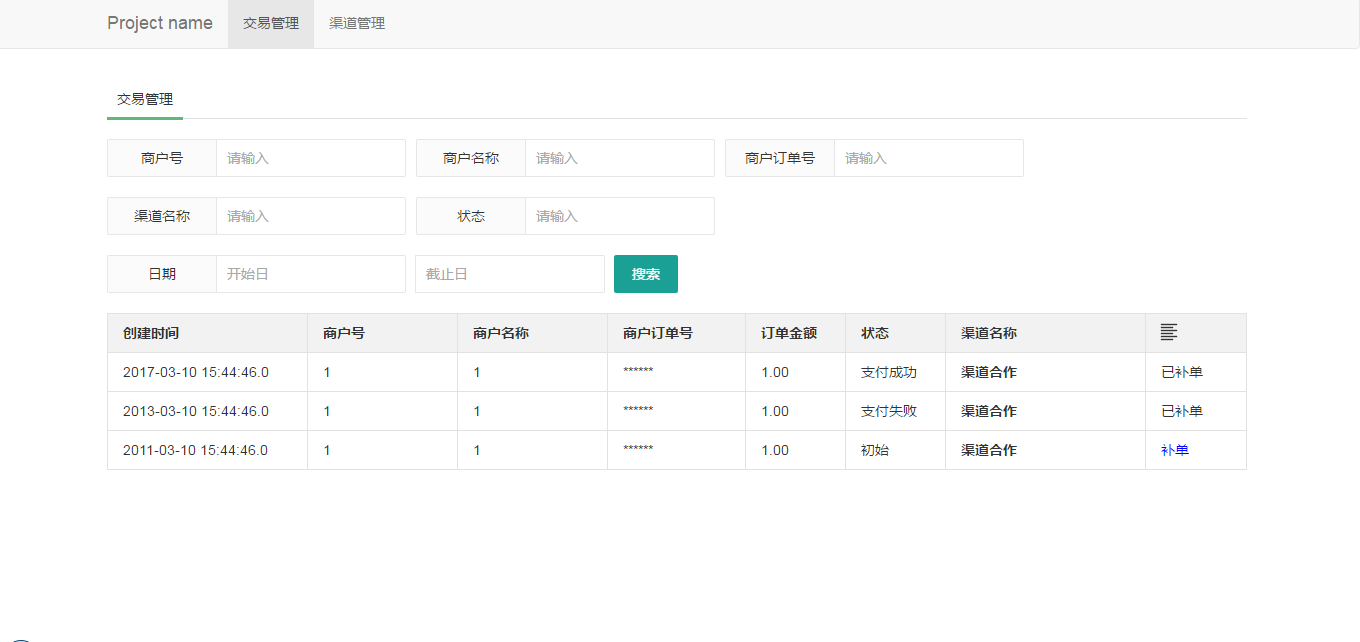 Project name 交易管理 渠道管理
交易管理
商户号 请输入 商户名称 请输入 商户订单号 请输入
渠道名称 请输入 状态 请输入
日期 开始日 截止日 搜索
创建时间 商户号 商户名称 商户订单号 订单金额 状态 渠道名称
2017-03-10 15:44:46.0 1 1 ****** 1.00 支付成功 渠道合作 已补单
2013-03-10 15:44:46.0 1 1 ****** 1.00 支付失败 渠道合作 已补单
2011-03-10 15:44:46.0 1 1 ****** 1.00 初始 渠道合作 补单